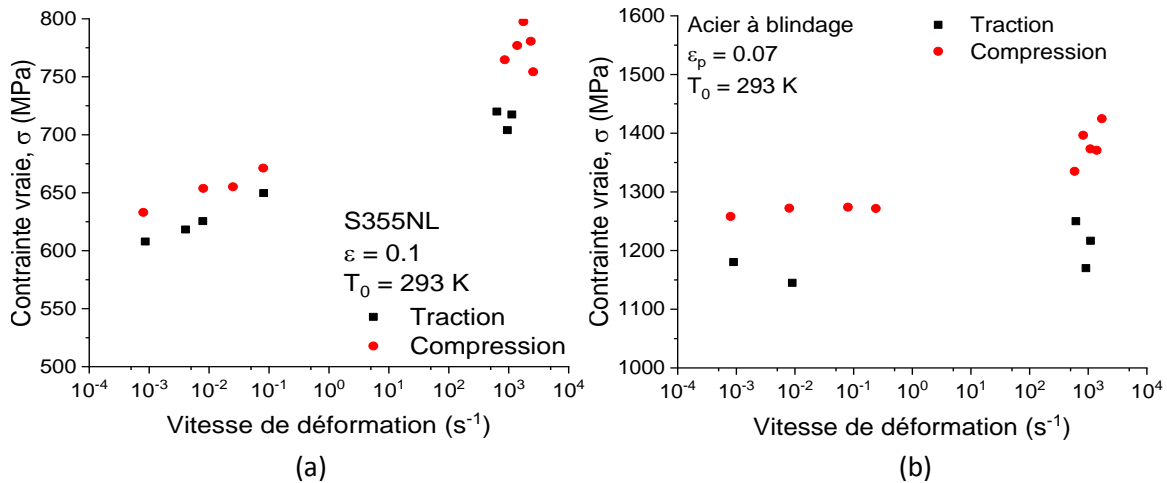 800
750
700
650
600
550
500
Contrainte vraie, σ (MPa)
S355NL
ε = 0.1
T₀ = 293 K
Traction
Compression
10⁻⁴ 10⁻³ 10⁻² 10⁻¹ 10⁰ 10¹ 10² 10³ 10⁴
Vitesse de déformation (s⁻¹)
(a)
1600
1500
1400
1300
1200
1100
1000
Contrainte vraie, σ (MPa)
Acier à blindage
εₚ = 0.07
T₀ = 293 K
Traction
Compression
10⁻⁴ 10⁻³ 10⁻² 10⁻¹ 10⁰ 10¹ 10² 10³ 10⁴
Vitesse de déformation (s⁻¹)
(b)